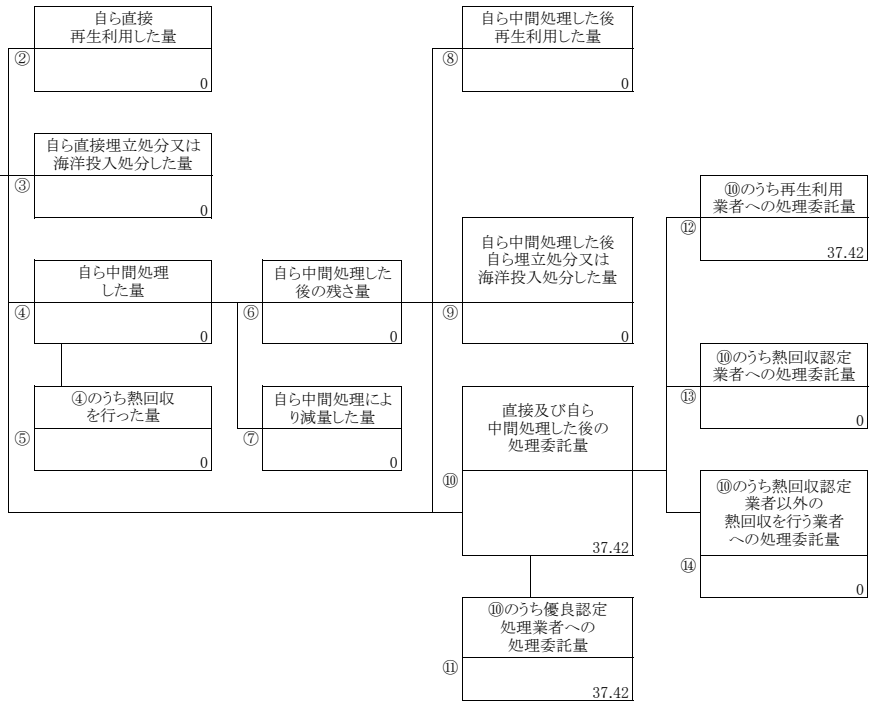 自ら直接
再生利用した量
②
0
自ら直接埋立処分又は
海洋投入処分した量
③
0
自ら中間処理
した量
④
0
④のうち熱回収
を行った量
⑤
0
自ら中間処理した
後の残さ量
⑥
0
自ら中間処理によ
り減量した量
⑦
0
自ら中間処理した後
再生利用した量
⑧
0
自ら中間処理した後
自ら埋立処分又は
海洋投入処分した量
⑨
0
直接及び自ら
中間処理した後の
処理委託量
⑩
37.42
⑩のうち優良認定
処理業者への
処理委託量
⑪
37.42
⑩のうち再生利用
業者への処理委託量
⑫
37.42
⑩のうち熱回収認定
業者への処理委託量
⑬
0
⑩のうち熱回収認定
業者以外の
熱回収を行う業者
への処理委託量
⑭
0